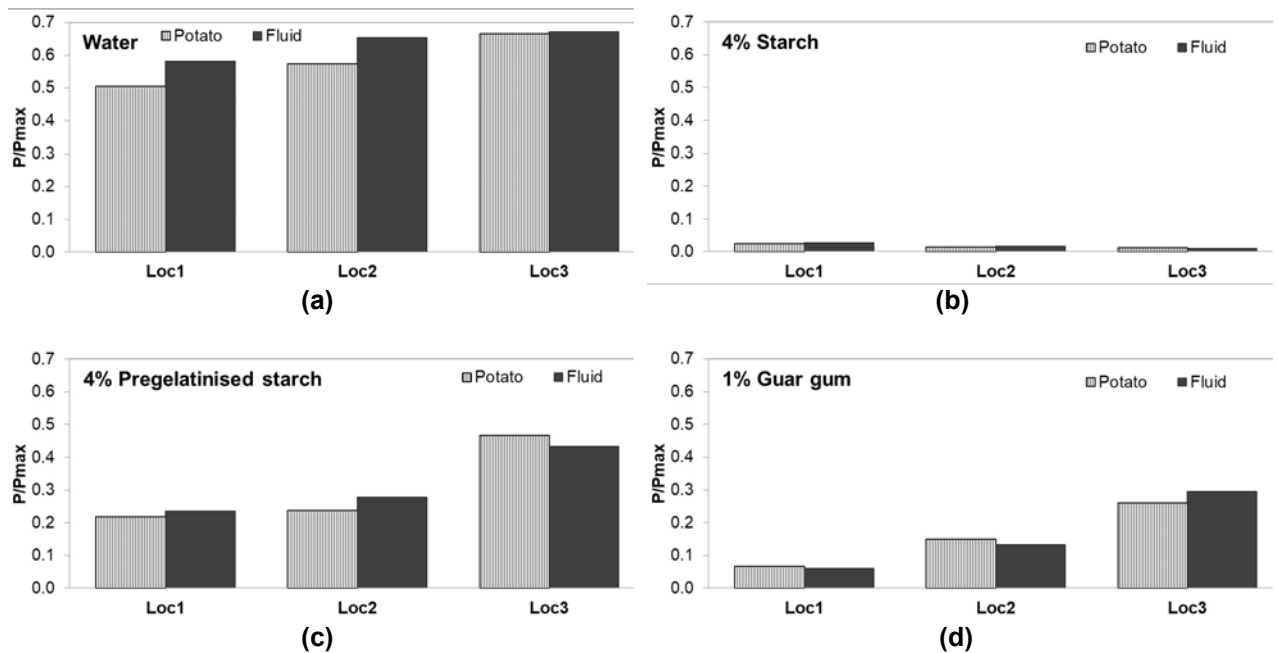 Water
Potato
Fluid
P/Pmax
0.7
0.6
0.5
0.4
0.3
0.2
0.1
0.0
Loc1
Loc2
Loc3
(a)
4% Starch
Potato
Fluid
P/Pmax
0.7
0.6
0.5
0.4
0.3
0.2
0.1
0.0
Loc1
Loc2
Loc3
(b)
4% Pregelatinised starch
Potato
Fluid
P/Pmax
0.7
0.6
0.5
0.4
0.3
0.2
0.1
0.0
Loc1
Loc2
Loc3
(c)
1% Guar gum
Potato
Fluid
P/Pmax
0.7
0.6
0.5
0.4
0.3
0.2
0.1
0.0
Loc1
Loc2
Loc3
(d)